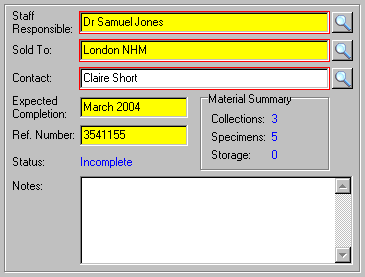 Staff
Responsible: Dr Samuel Jones
Sold To: London NHM
Contact: Claire Short
Expected
Completion: March 2004
Ref. Number: 3541155
Status: Incomplete
Material Summary
Collections: 3
Specimens: 5
Storage: 0
Notes: